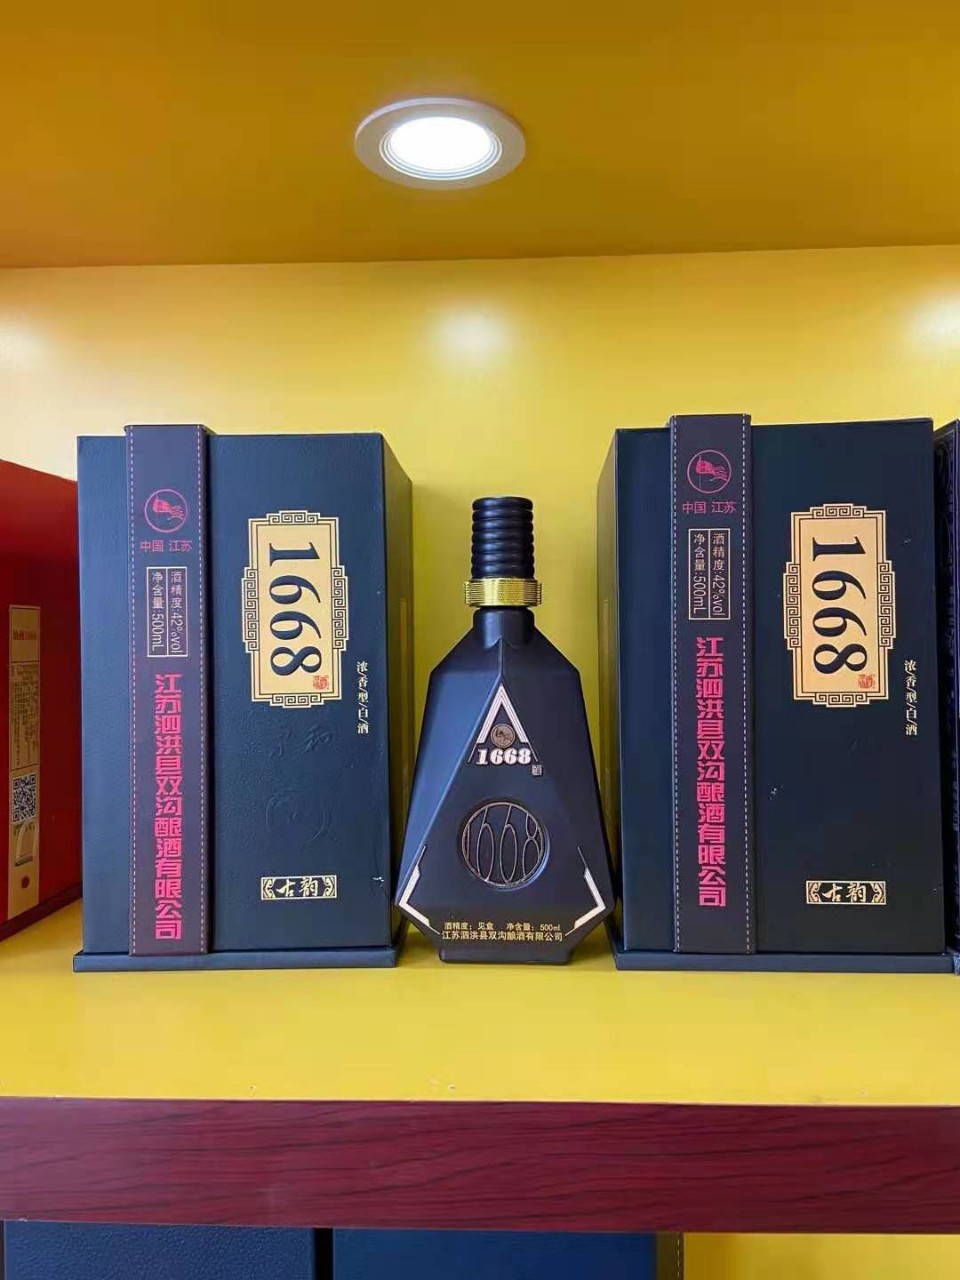 中国 江苏
酒精度:42%vol
净含量:500mL
江苏泗洪县双沟酿酒有限公司
1668
浓/香/型/白/酒
古韵
1668
1668
酒精度：见盒 净含量：500ml
江苏泗洪县双沟酿酒有限公司
中国 江苏
酒精度:42%vol
净含量:500mL
江苏泗洪县双沟酿酒有限公司
1668
浓/香/型/白/酒
古韵